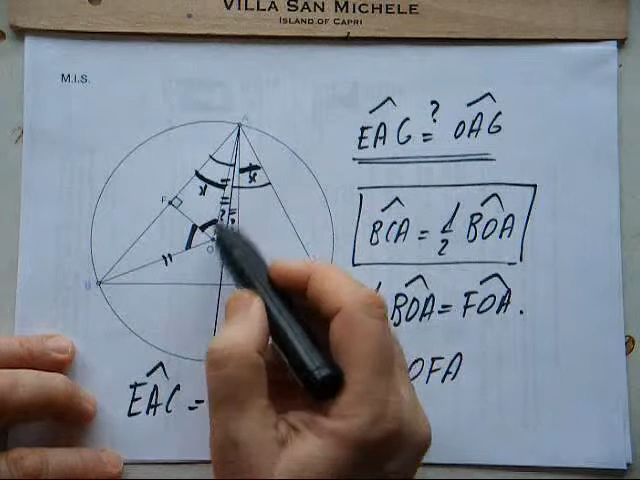 VILLA SAN MICHELE
ISLAND OF CAPRI
M.I.S.
EAG =? OAG
A
x
x
F
BCA = 1/2 BOA
O
B
BOA = FOA.
OFA
EAC =